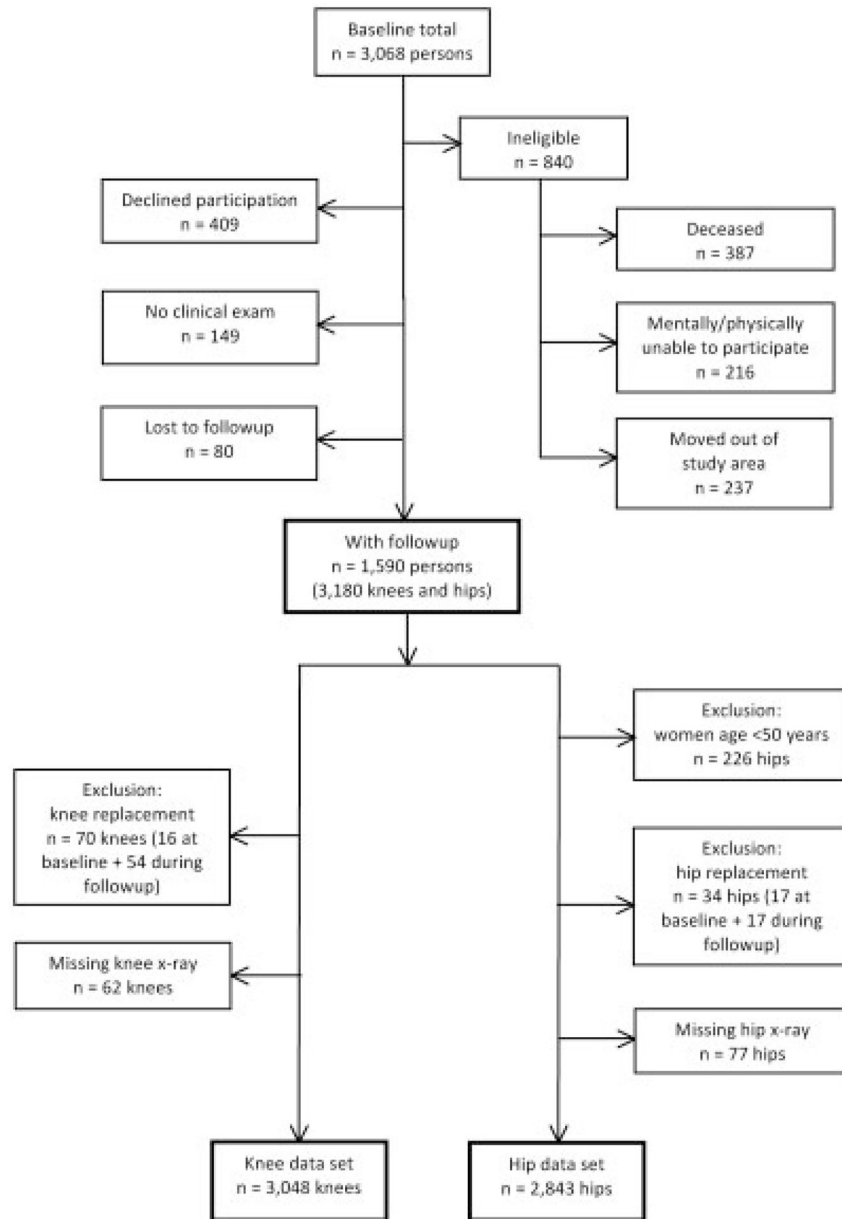 Baseline total
n = 3,068 persons
Ineligible
n = 840
Declined participation
n = 409
Deceased
n = 387
No clinical exam
n = 149
Mentally/physically
unable to participate
n = 216
Lost to followup
n = 80
Moved out of
study area
n = 237
With followup
n = 1,590 persons
(3,180 knees and hips)
Exclusion:
women age <50 years
n = 226 hips
Exclusion:
knee replacement
n = 70 knees (16 at
baseline + 54 during
followup)
Exclusion:
hip replacement
n = 34 hips (17 at
baseline + 17 during
followup)
Missing knee x-ray
n = 62 knees
Missing hip x-ray
n = 77 hips
Knee data set
n = 3,048 knees
Hip data set
n = 2,843 hips